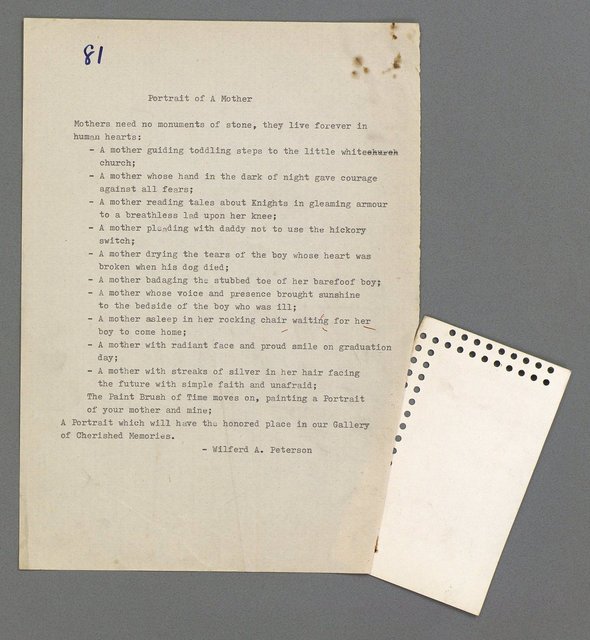 81
Portrait of A Mother
Mothers need no monuments of stone, they live forever in
human hearts:
- A mother guiding toddling steps to the little whitechurch
church;
- A mother whose hand in the dark of night gave courage
against all fears;
- A mother reading tales about Knights in gleaming armour
to a breathless lad upon her knee;
- A mother pleading with daddy not to use the hickory
switch;
- A mother drying the tears of the boy whose heart was
broken when his dog died;
- A mother badaging the stubbed toe of her barefoof boy;
- A mother whose voice and presence brought sunshine
to the bedside of the boy who was ill;
- A mother asleep in her rocking chair waiting for her
boy to come home;
- A mother with radiant face and proud smile on graduation
day;
- A mother with streaks of silver in her hair facing
the future with simple faith and unafraid;
The Paint Brush of Time moves on, painting a Portrait
of your mother and mine;
A Portrait which will have the honored place in our Gallery
of Cherished Memories.
- Wilferd A. Peterson